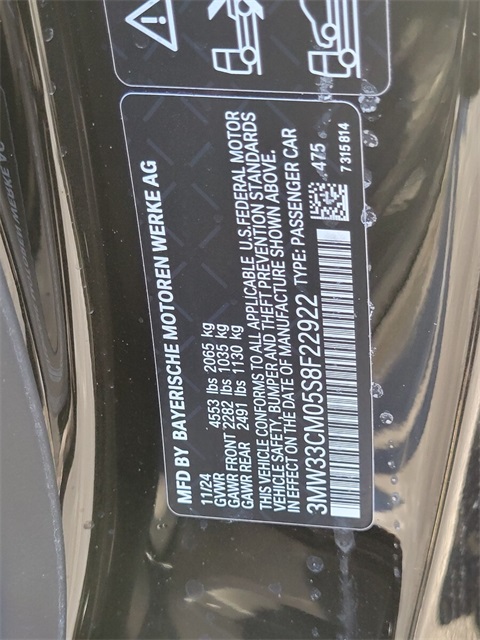 MFD BY BAYERISCHE MOTOREN WERKE AG
11/24
GVWR 4553 lbs 2065 kg
GAWR FRONT 2282 lbs 1035 kg
GAWR REAR 2491 lbs 1130 kg
THIS VEHICLE CONFORMS TO ALL APPLICABLE U.S.FEDERAL MOTOR
VEHICLE SAFETY, BUMPER AND THEFT PREVENTION STANDARDS
IN EFFECT ON DATE OF MANUFACTURE SHOWN ABOVE.
3MW33CM05S8F22922 TYPE: PASSENGER CAR
475
7315814